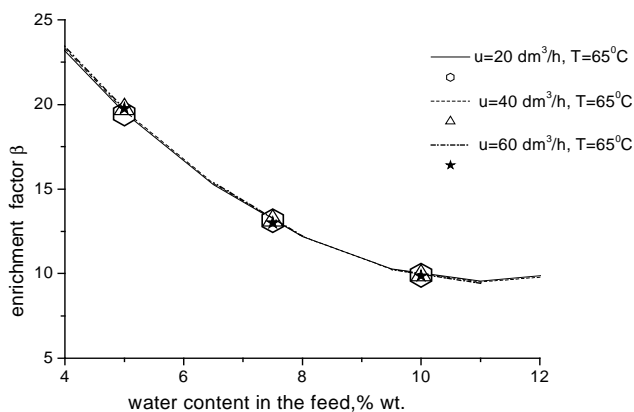 25
20
15
10
5
enrichment factor β
4
6
8
10
12
water content in the feed,% wt.
u=20 dm³/h, T=65⁰C
u=40 dm³/h, T=65⁰C
u=60 dm³/h, T=65⁰C